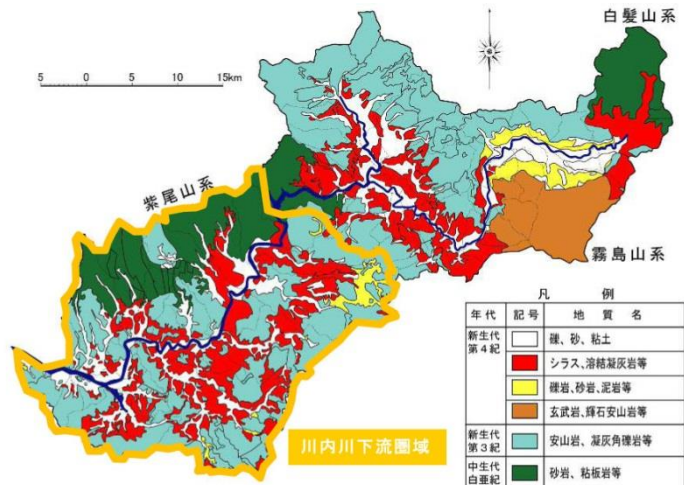 白髪山系
5 0 5 10 15km
紫尾山系
霧島山系
凡 例
年代 記号 地質名
新生代
第4紀
礫、砂、粘土
シラス、溶結凝灰岩等
礫岩、砂岩、泥岩等
玄武岩、輝石安山岩等
新生代
第3紀
安山岩、凝灰角礫岩等
中生代
白亜紀
砂岩、粘板岩等
川内川下流圏域